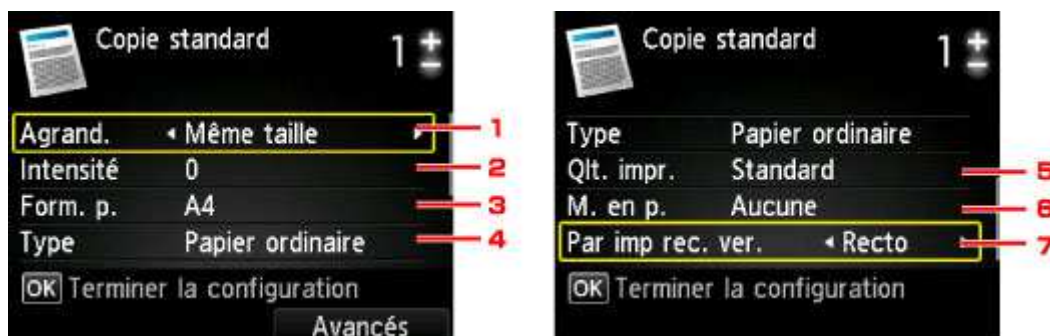 Copie standard 1 + -
Agrand. Même taille 1
Intensité 0 2
Form. p. A4 3
Type Papier ordinaire 4
OK Terminer la configuration
Avancés
Copie standard 1 + -
Type Papier ordinaire
Qlt. impr. Standard 5
M. en p. Aucune 6
Par imp rec. ver. Recto 7
OK Terminer la configuration